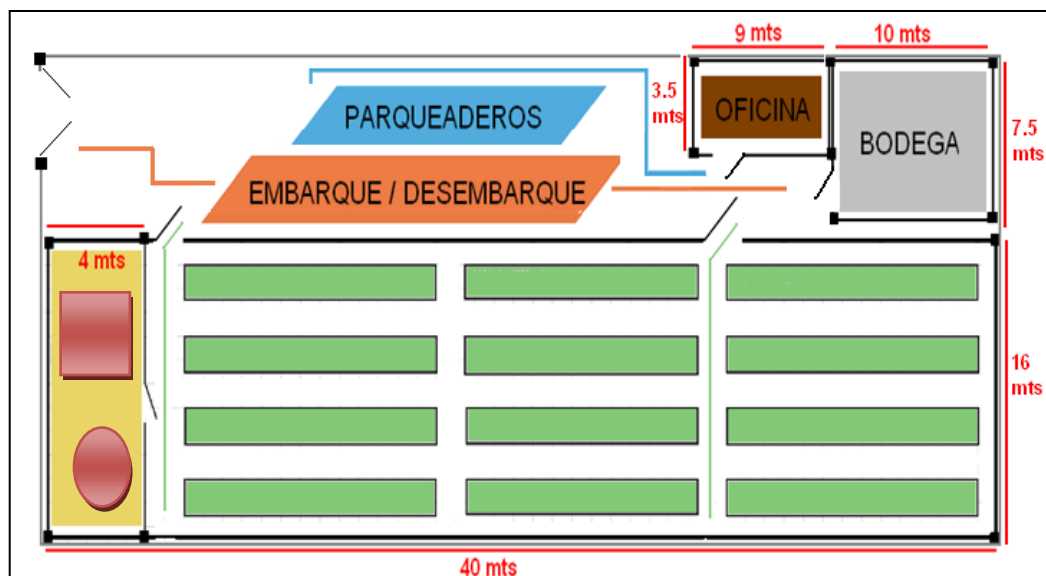 9 mts
10 mts
3.5
mts
OFICINA
PARQUEADEROS
7.5
mts
BODEGA
EMBARQUE / DESEMBARQUE
4 mts
16
mts
40 mts